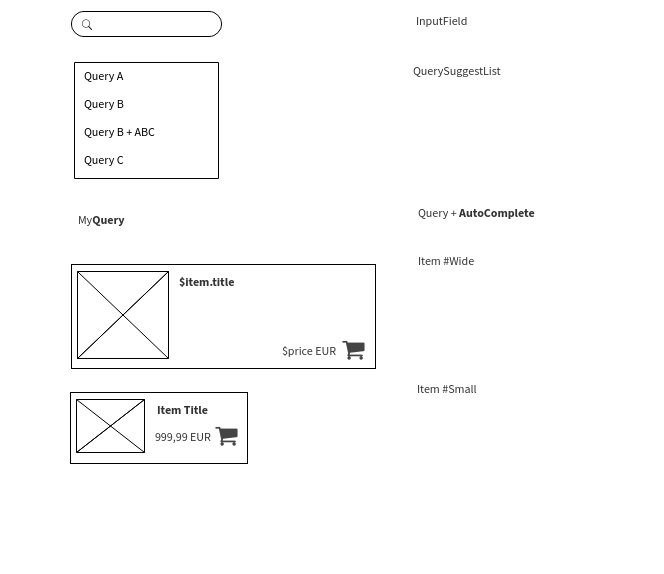 InputField
Query A
QuerySuggestList
Query B
Query B + ABC
Query C
MyQuery
Query + AutoComplete
$item.title
Item #Wide
$price EUR
Item Title
Item #Small
999,99 EUR